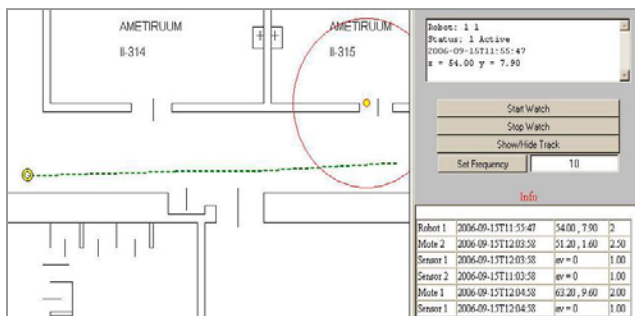 AMETIRUUM
II-314
AMETIRUUM
II-315
Robot: 1 1
Status: 1 Active
2006-09-15T11:55:47
x = 54.00 y = 7.90
Start Watch
Stop Watch
Show/Hide Track
Set Frequency 10
Info
Robot 1 2006-09-15T11:55:47 54.00 , 7.90 2
Mote 2 2006-09-15T12:03:58 51.20 , 1.60 2.50
Sensor 1 2006-09-15T12:03:58 ev = 0 1.00
Sensor 2 2006-09-15T11:03:58 ev = 0 1.00
Mote 1 2006-09-15T12:04:58 63.20 , 9.60 2.00
Sensor 1 2006-09-15T12:04:58 ev = 0 1.00